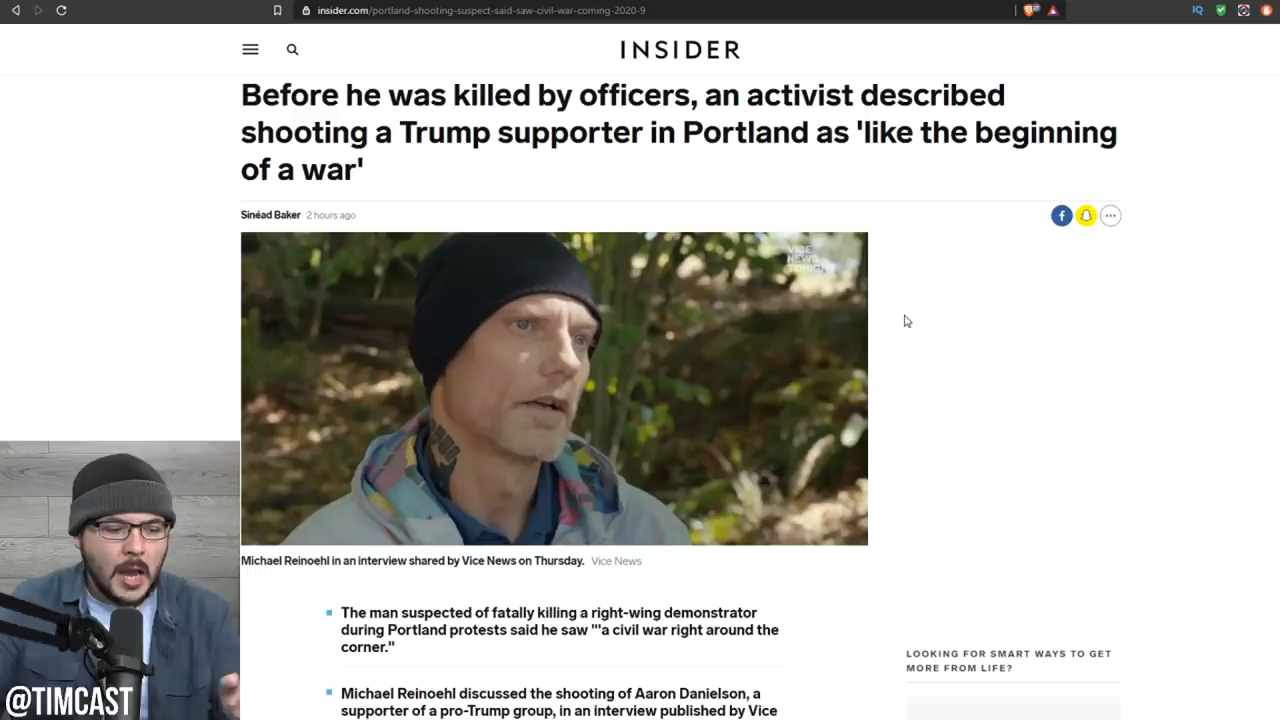 insider.com/portland-shooting-suspect-said-saw-civil-war-coming-2020-9
IQ
INSIDER
Before he was killed by officers, an activist described
shooting a Trump supporter in Portland as 'like the beginning
of a war'
Sinéad Baker 2 hours ago
VICE
NEWS
TONIGHT
Michael Reinoehl in an interview shared by Vice News on Thursday. Vice News
The man suspected of fatally killing a right-wing demonstrator
during Portland protests said he saw "'a civil war right around the
corner."
Michael Reinoehl discussed the shooting of Aaron Danielson, a
supporter of a pro-Trump group, in an interview published by Vice
LOOKING FOR SMART WAYS TO GET
MORE FROM LIFE?
@TIMCAST